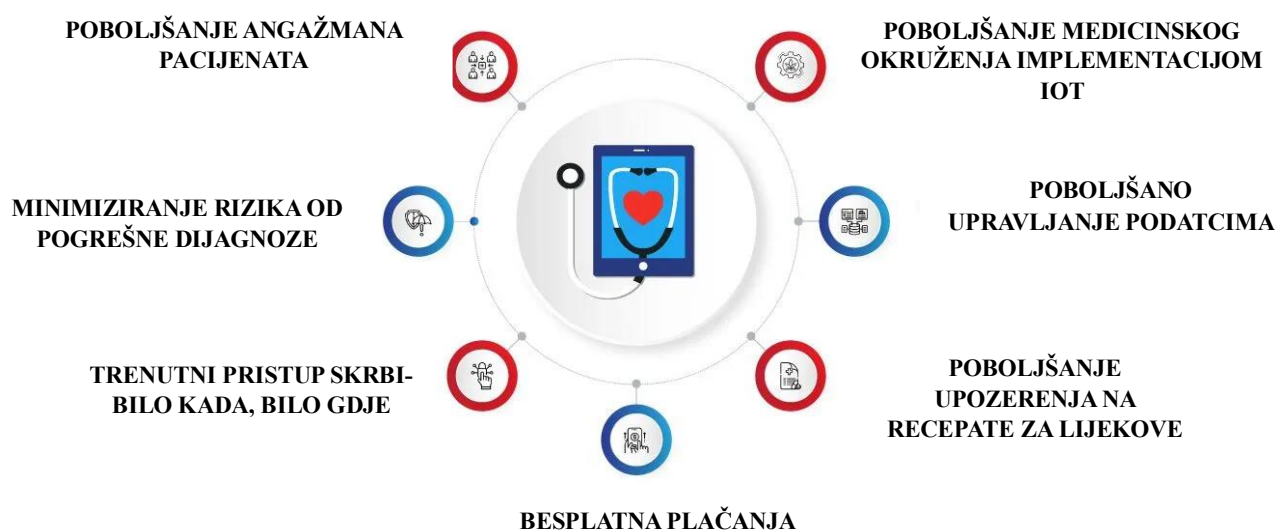 POBOLJŠANJE ANGAŽMANA
PACIJENATA
POBOLJŠANJE MEDICINSKOG
OKRUŽENJA IMPLEMENTACIJOM
IOT
MINIMIZIRANJE RIZIKA OD
POGREŠNE DIJAGNOZE
POBOLJŠANO
UPRAVLJANJE PODATCIMA
TRENUTNI PRISTUP SKRBI-
BILO KADA, BILO GDJE
POBOLJŠANJE
UPOZERENJA NA
RECEPATE ZA LIJEKOVE
BESPLATNA PLAČANJA